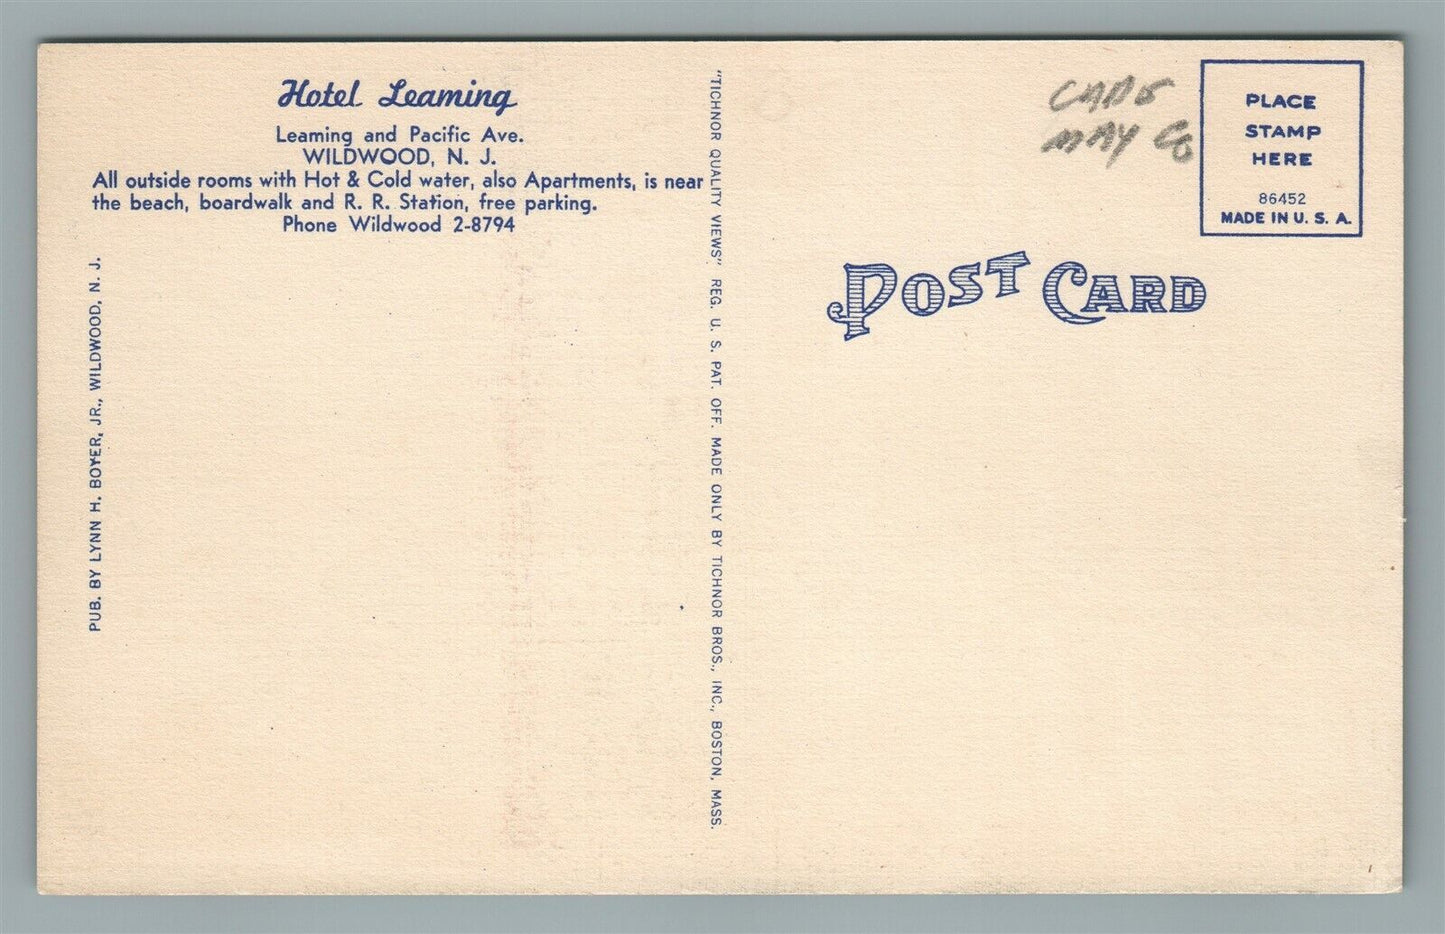 Hotel Leaming
Leaming and Pacific Ave.
WILDWOOD, N. J.
All outside rooms with Hot & Cold water, also Apartments, is near
the beach, boardwalk and R. R. Station, free parking.
Phone Wildwood 2-8794
PUB. BY LYNN H. BOYER, JR., WILDWOOD, N. J.
"TICHNOR QUALITY VIEWS" REG. U. S. PAT. OFF. MADE ONLY BY TICHNOR BROS., INC., BOSTON, MASS.
CAPE
MAY CO
PLACE
STAMP
HERE
86452
MADE IN U. S. A.
POST CARD